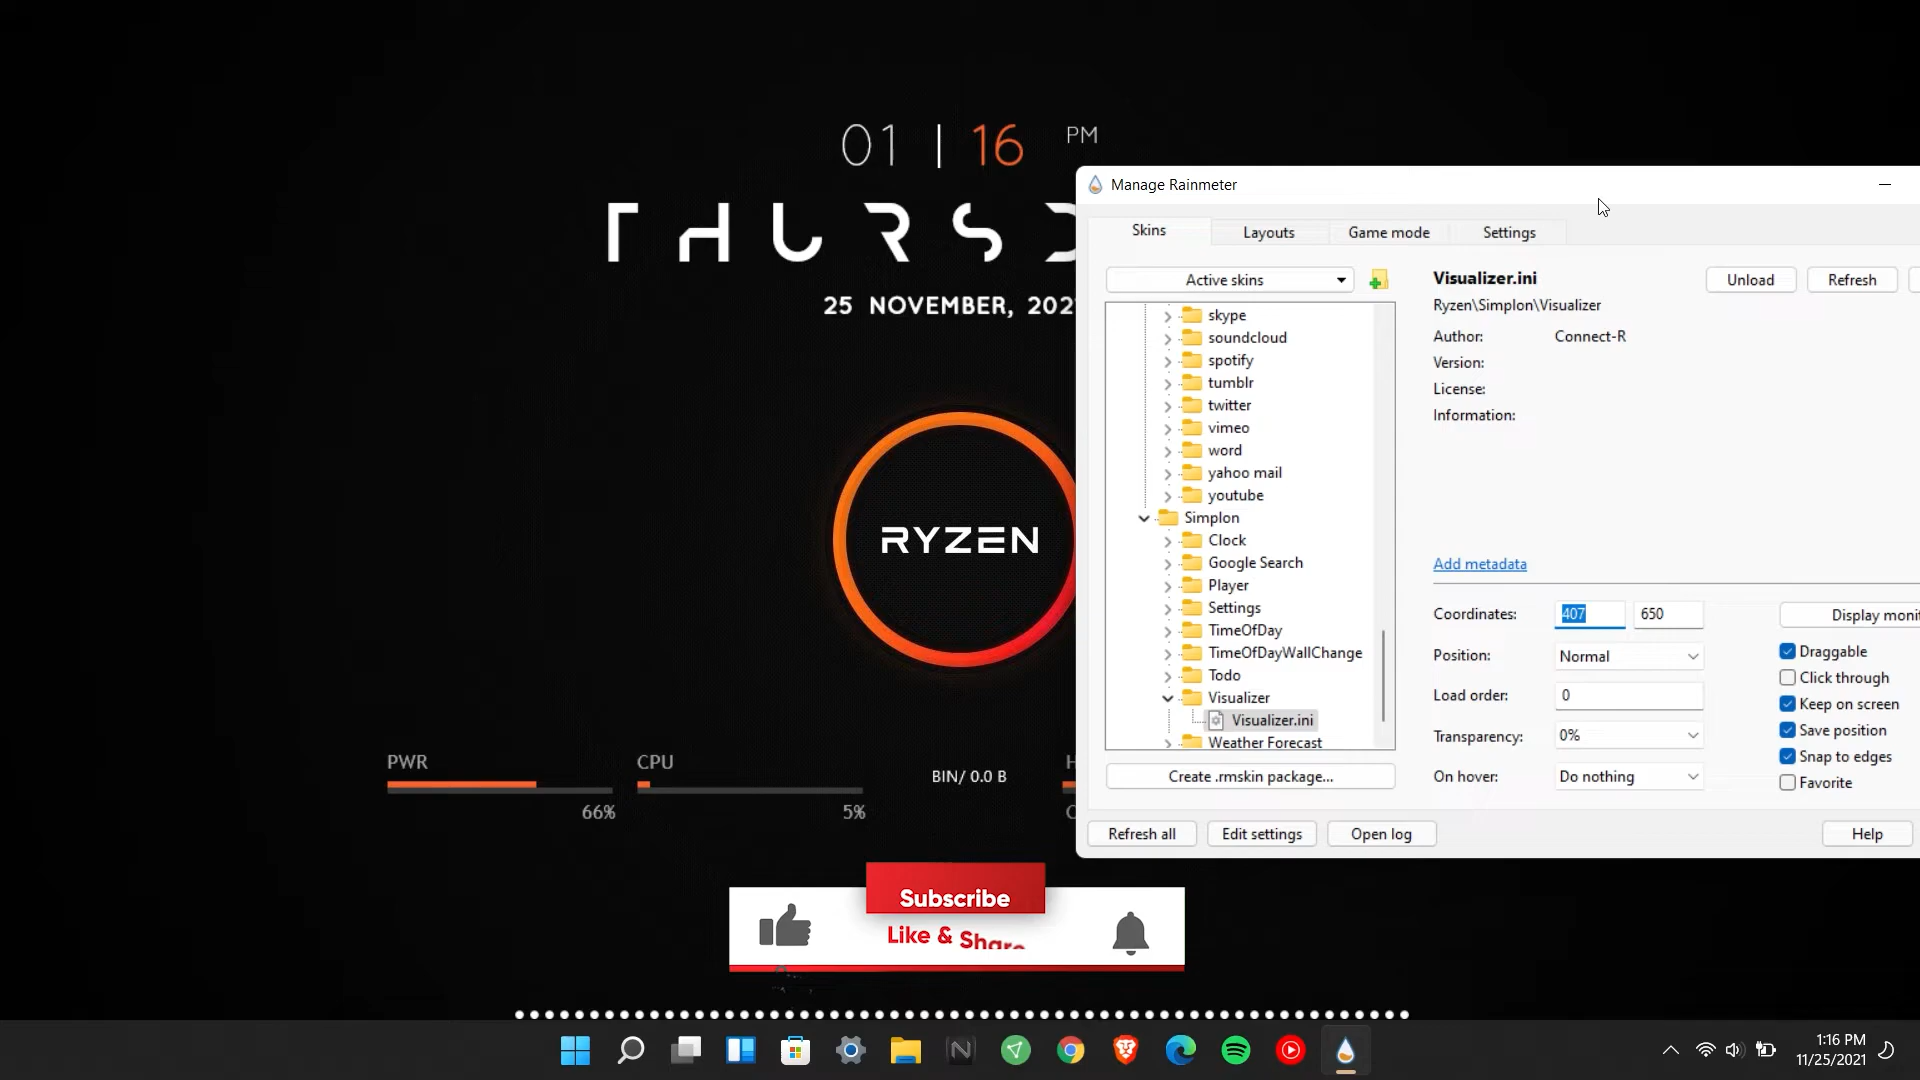 01 | 16 PM
THURSD
25 NOVEMBER, 202
RYZEN
PWR
66%
CPU
5%
BIN/ 0.0 B
Manage Rainmeter
Skins
Layouts
Game mode
Settings
Active skins
skype
soundcloud
spotify
tumblr
twitter
vimeo
word
yahoo mail
youtube
Simplon
Clock
Google Search
Player
Settings
TimeOfDay
TimeOfDayWallChange
Todo
Visualizer
Visualizer.ini
Weather Forecast
Create .rmskin package...
Visualizer.ini
Unload
Refresh
Ryzen\Simplon\Visualizer
Author: Connect-R
Version:
License:
Information:
Add metadata
Coordinates: 407 650
Display monit
Position: Normal
Load order: 0
Transparency: 0%
On hover: Do nothing
Draggable
Click through
Keep on screen
Save position
Snap to edges
Favorite
Refresh all
Edit settings
Open log
Help
Subscribe
Like & Share
1:16 PM
11/25/2021